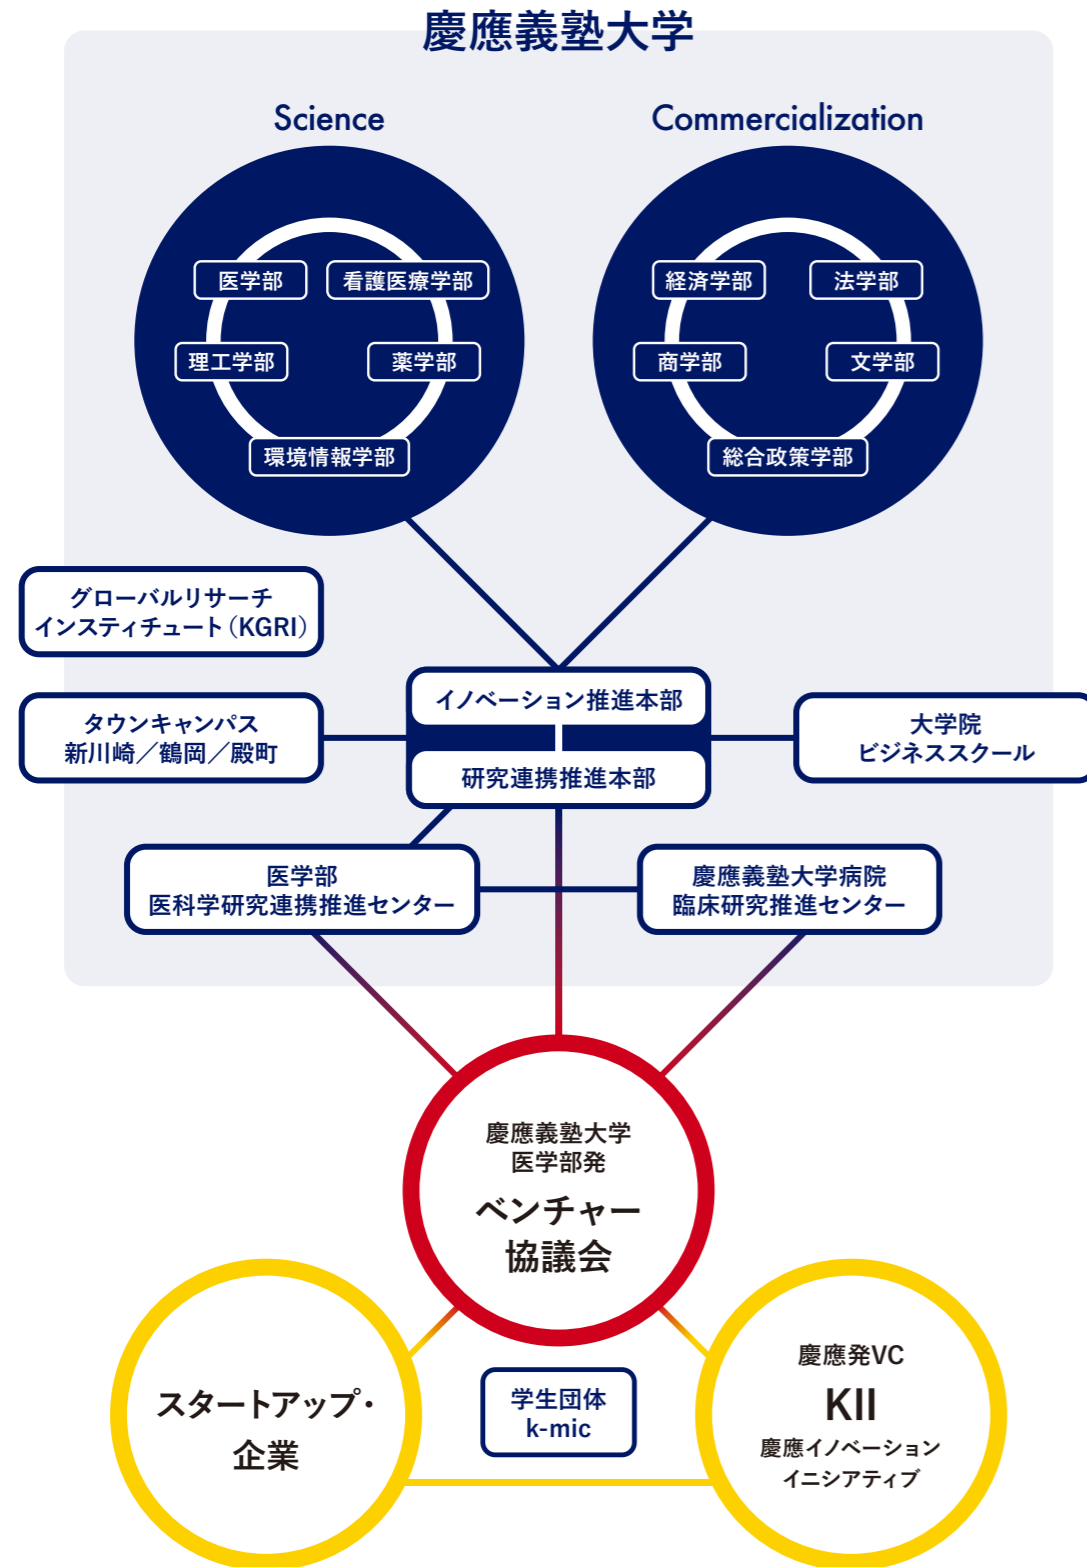 慶應義塾大学
Science
Commercialization
医学部
看護医療学部
理工学部
薬学部
環境情報学部
経済学部
法学部
商学部
文学部
総合政策学部
グローバルリサーチ
インスティチュート（KGRI）
イノベーション推進本部
研究連携推進本部
タウンキャンパス
新川崎／鶴岡／殿町
大学院
ビジネススクール
医学部
医科学研究連携推進センター
慶應義塾大学病院
臨床研究推進センター
慶應義塾大学
医学部発
ベンチャー
協議会
スタートアップ・
企業
学生団体
k-mic
慶應発VC
KII
慶應イノベーション
イニシアティブ